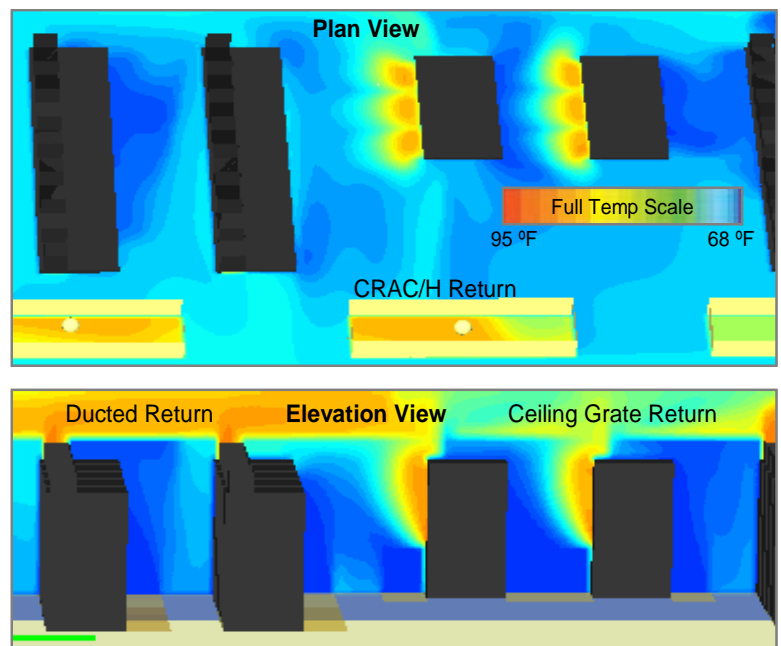 Plan View
Full Temp Scale
95 ºF 68 ºF
CRAC/H Return
Ducted Return Elevation View Ceiling Grate Return